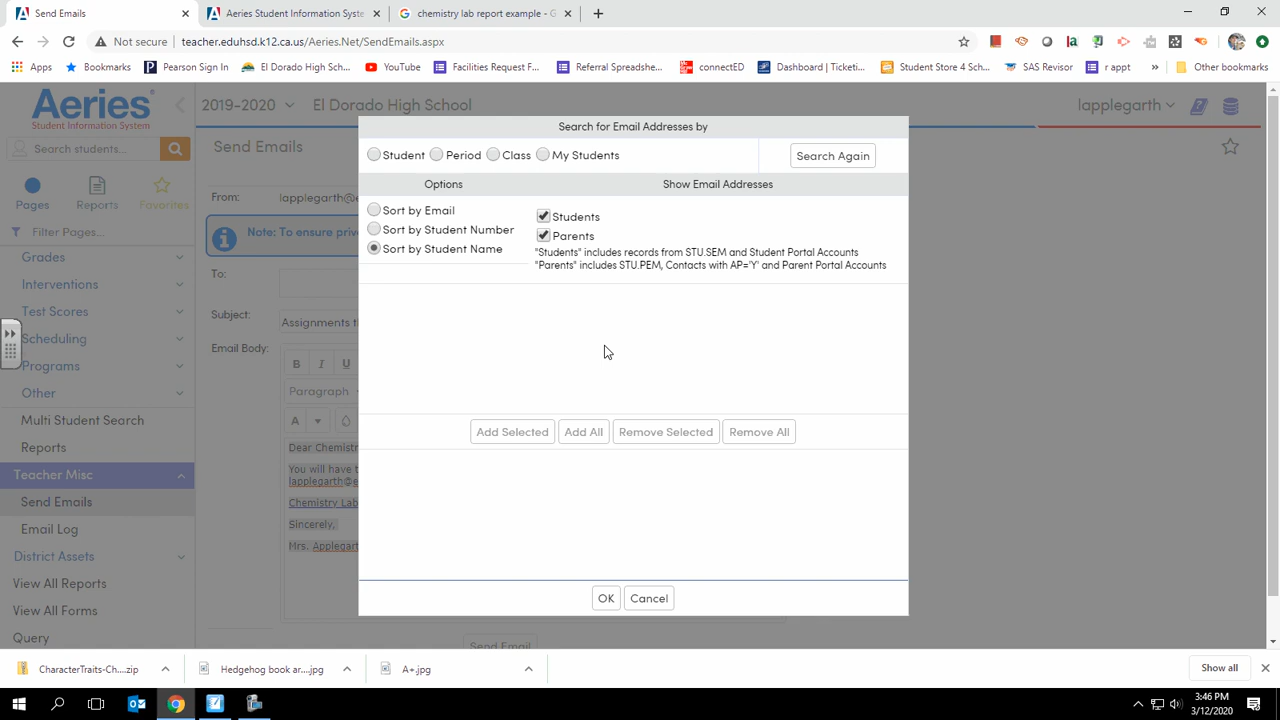 Send Emails
Aeries Student Information Syste
chemistry lab report example - G
Not secure
teacher.eduhsd.k12.ca.us/Aeries.Net/SendEmails.aspx
Apps
Bookmarks
Pearson Sign In
El Dorado High Sch...
YouTube
Facilities Request F...
Referral Spreadshe...
connectED
Dashboard | Ticketi...
Student Store 4 Sch...
SAS Revisor
r appt
»
Other bookmarks
Aeries
Student Information System
2019-2020
El Dorado High School
lapplegarth
Search students...
Send Emails
Pages
Reports
Favorites
Filter Pages...
Grades
Interventions
Test Scores
Scheduling
Programs
Other
Multi Student Search
Reports
Teacher Misc
Send Emails
Email Log
District Assets
View All Reports
View All Forms
Query
From:
lapplegarth@e
Note: To ensure priv
To:
Subject:
Assignments t
Email Body:
B I U
Paragraph
A
Dear Chemistr
You will have t
lapplegarth@e
Chemistry Lab
Sincerely,
Mrs. Applegart
Send Email
Search for Email Addresses by
Student Period Class My Students
Search Again
Options
Show Email Addresses
Sort by Email
Sort by Student Number
Sort by Student Name
Students
Parents
"Students" includes records from STU.SEM and Student Portal Accounts
"Parents" includes STU.PEM, Contacts with AP='Y' and Parent Portal Accounts
Add Selected
Add All
Remove Selected
Remove All
OK
Cancel
CharacterTraits-Ch....zip
Hedgehog book ar....jpg
A+.jpg
Show all
3:46 PM
3/12/2020